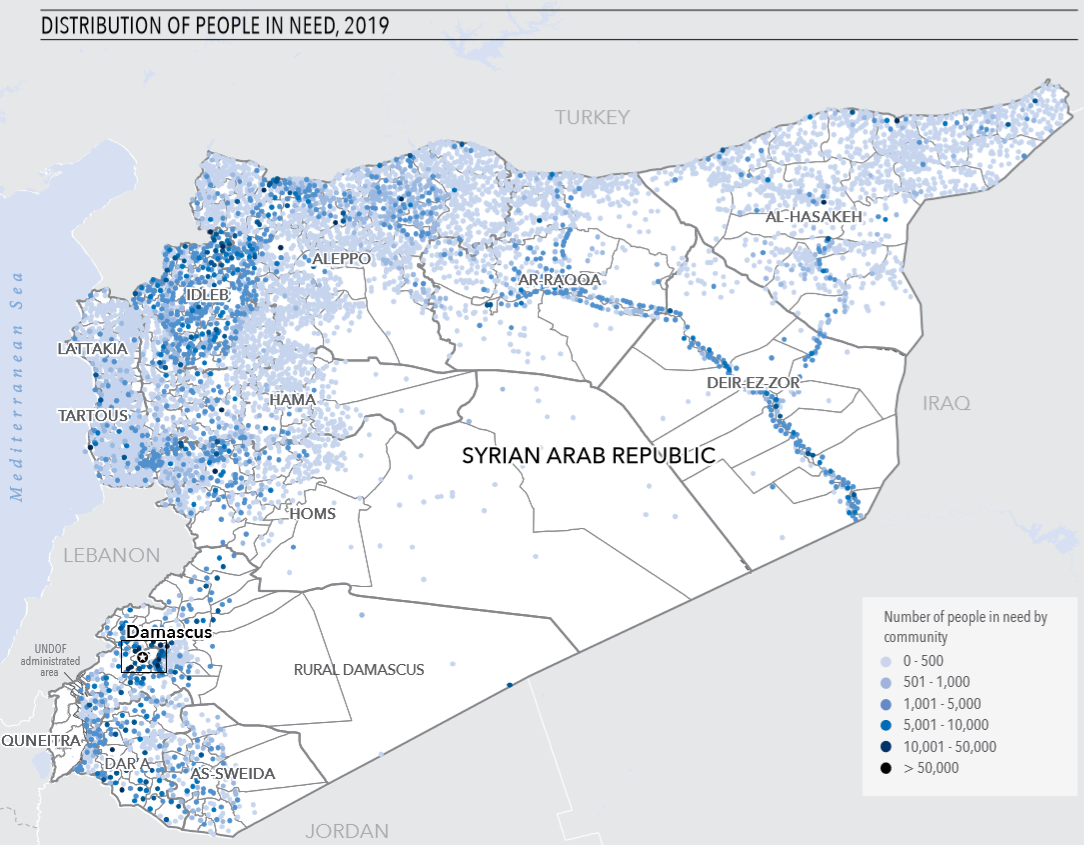 DISTRIBUTION OF PEOPLE IN NEED, 2019
TURKEY
AL-HASAKEH
ALEPPO
AR-RAQQA
IDLEB
Mediterranean Sea
LATTAKIA
DEIR-EZ-ZOR
HAMA
IRAQ
TARTOUS
SYRIAN ARAB REPUBLIC
HOMS
LEBANON
Damascus
UNDOF
administrated
area
RURAL DAMASCUS
QUNEITRA
DAR'A
AS-SWEIDA
JORDAN
Number of people in need by
community
0 - 500
501 - 1,000
1,001 - 5,000
5,001 - 10,000
10,001 - 50,000
> 50,000